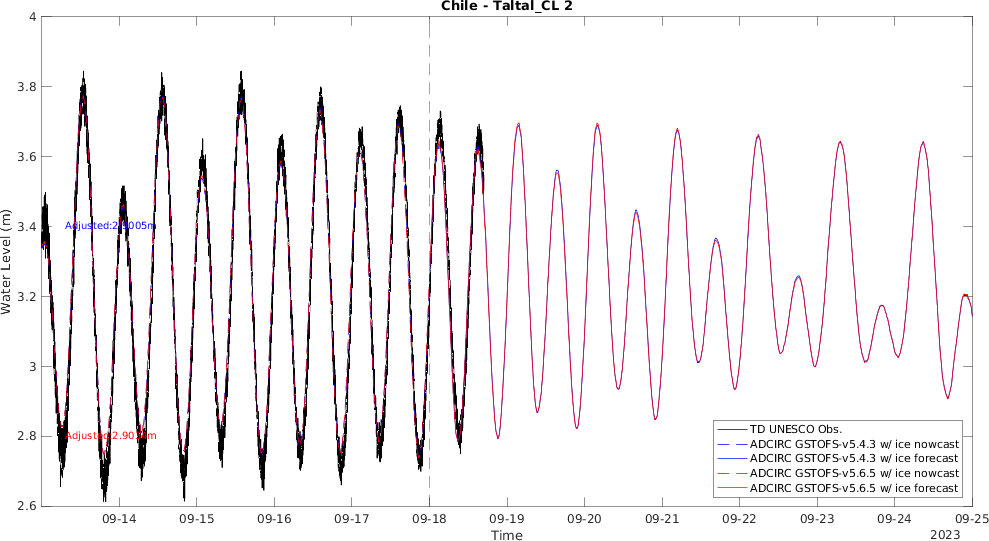 Chile - Taltal_CL 2
4
3.8
3.6
3.4
3.2
3
2.8
2.6
Water Level (m)
09-14
09-15
09-16
09-17
09-18
09-19
09-20
09-21
09-22
09-23
09-24
09-25
Time
2023
TD UNESCO Obs.
ADCIRC GSTOFS-v5.4.3 w/ ice nowcast
ADCIRC GSTOFS-v5.4.3 w/ ice forecast
ADCIRC GSTOFS-v5.6.5 w/ ice nowcast
ADCIRC GSTOFS-v5.6.5 w/ ice forecast